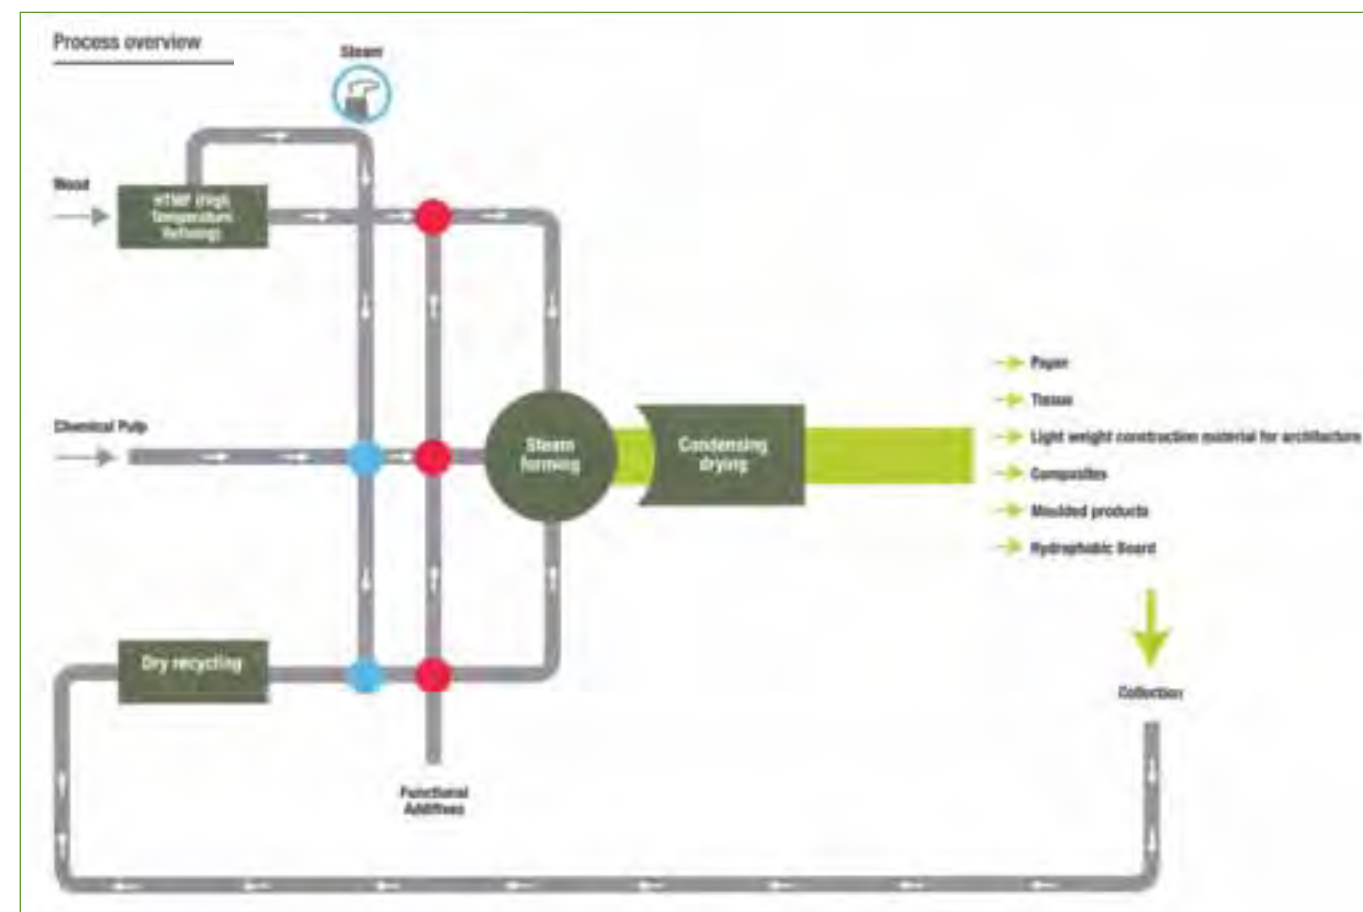 Process overview
Steam
Wood
HTMP (High
Temperature
Refining)
Chemical Pulp
Steam
forming
Condensing
drying
Paper
Tissue
Light weight construction material for architecture
Composites
Moulded products
Hydrophobic Board
Dry recycling
Collection
Functional
Additives